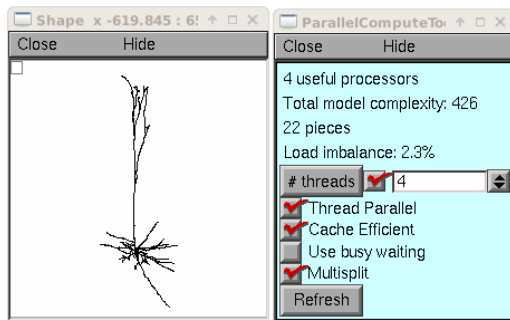 Shape x -619.845 : 6
ParallelComputeTo
Close Hide
Close Hide
4 useful processors
Total model complexity: 426
22 pieces
Load imbalance: 2.3%
# threads 4
Thread Parallel
Cache Efficient
Use busy waiting
Multisplit
Refresh